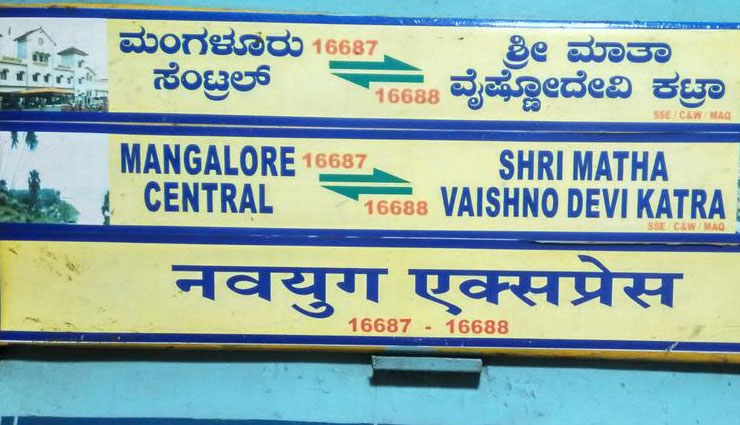 ಮಂಗಳೂರು 16687 ಶ್ರೀ ಮಾತಾ
ಸೆಂಟ್ರಲ್ 16688 ವೈಷ್ಣೋದೇವಿ ಕಟ್ರಾ
SSE / C&W / MAQ
MANGALORE 16687 SHRI MATHA
CENTRAL 16688 VAISHNO DEVI KATRA
SSE / C&W / MAQ
नवयुग एक्सप्रेस
16687 - 16688